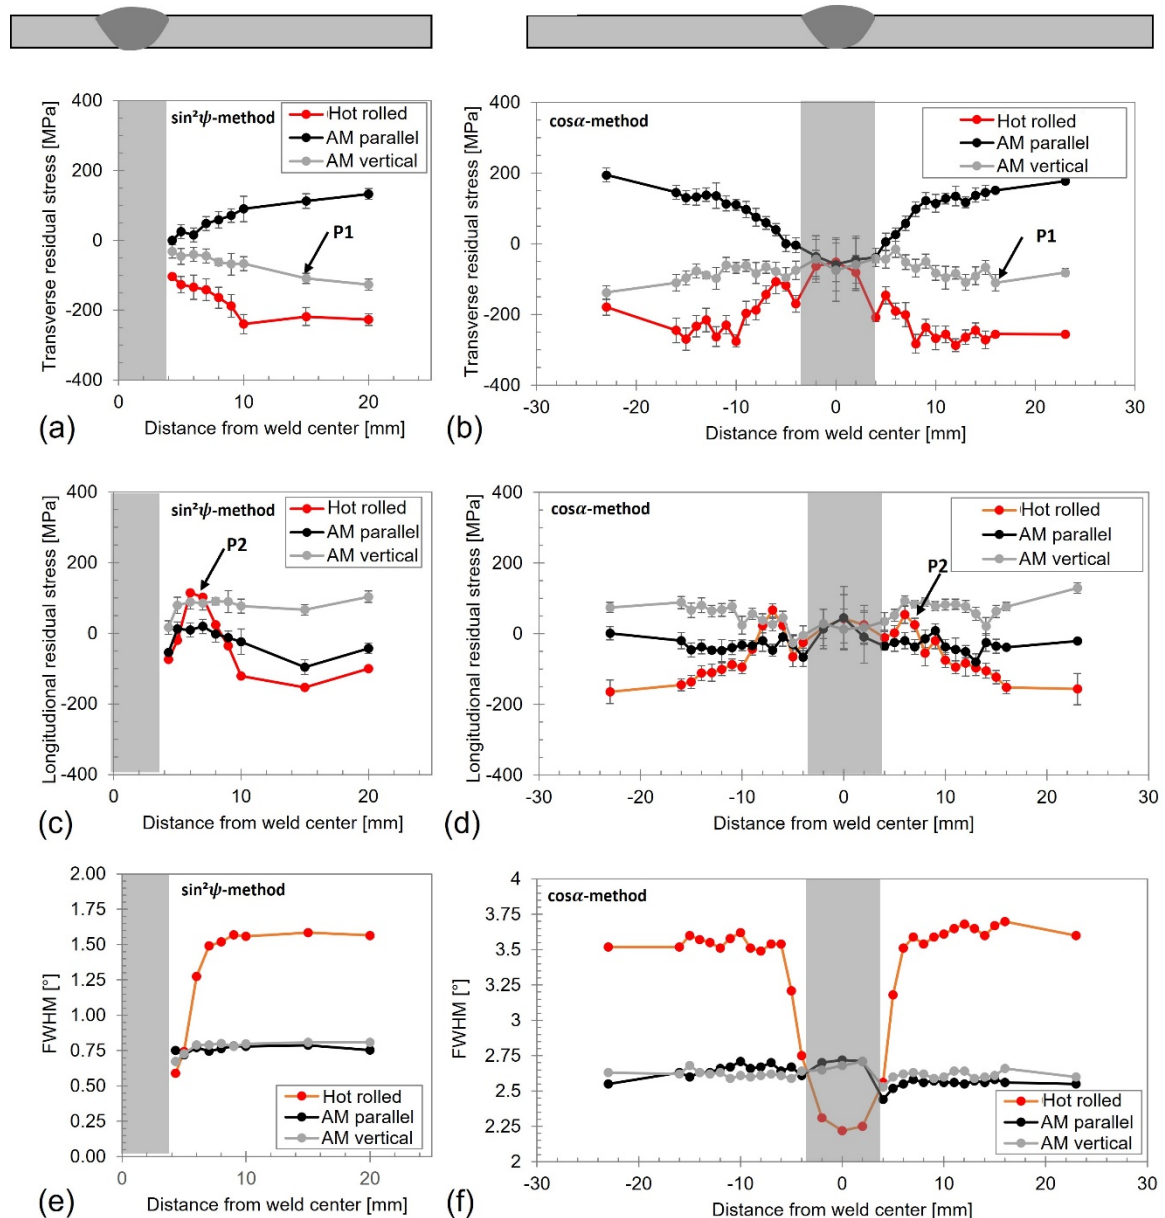 400
300
200
100
0
-100
-200
-300
-400
Transverse residual stress [MPa]
sin²ψ-method
Hot rolled
AM parallel
AM vertical
P1
0
10
20
(a)
Distance from weld center [mm]
400
200
0
-200
-400
Transverse residual stress [MPa]
cosα-method
Hot rolled
AM parallel
AM vertical
P1
-30
-20
-10
0
10
20
30
(b)
Distance from weld center [mm]
400
200
0
-200
-400
Longitudional residual stress [MPa]
sin²ψ-method
Hot rolled
AM parallel
AM vertical
P2
0
10
20
(c)
Distance from weld center [mm]
400
200
0
-200
-400
Longitudional residual stress [MPa]
cosα-method
Hot rolled
AM parallel
AM vertical
P2
-30
-20
-10
0
10
20
30
(d)
Distance from weld center [mm]
2.00
1.75
1.50
1.25
1.00
0.75
0.50
0.25
0.00
FWHM [°]
sin²ψ-method
Hot rolled
AM parallel
AM vertical
0
10
20
(e)
Distance from weld center [mm]
4
3.75
3.5
3.25
3
2.75
2.5
2.25
2
FWHM [°]
cosα-method
Hot rolled
AM parallel
AM vertical
-30
-20
-10
0
10
20
30
(f)
Distance from weld center [mm]